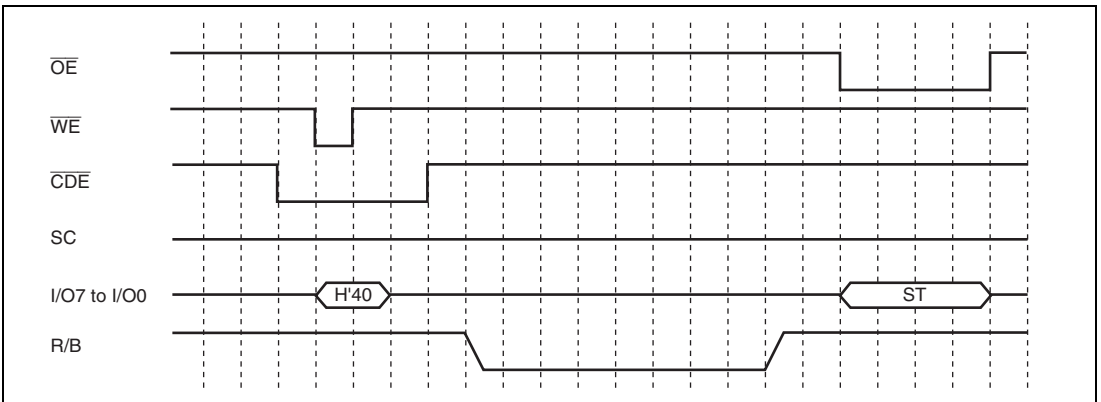 OE
WE
CDE
SC
I/O7 to I/O0 H'40 ST
R/B